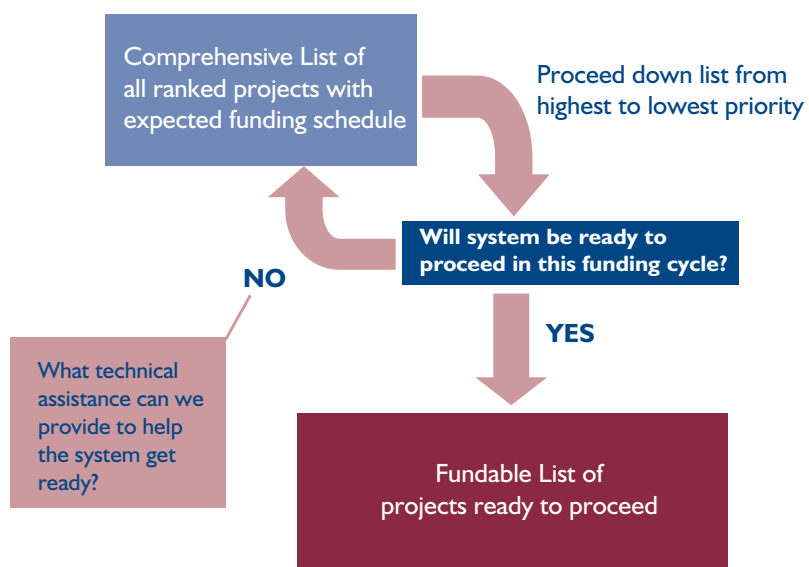 Comprehensive List of
all ranked projects with
expected funding schedule
Proceed down list from
highest to lowest priority
Will system be ready to
proceed in this funding cycle?
NO
YES
What technical
assistance can we
provide to help
the system get
ready?
Fundable List of
projects ready to proceed